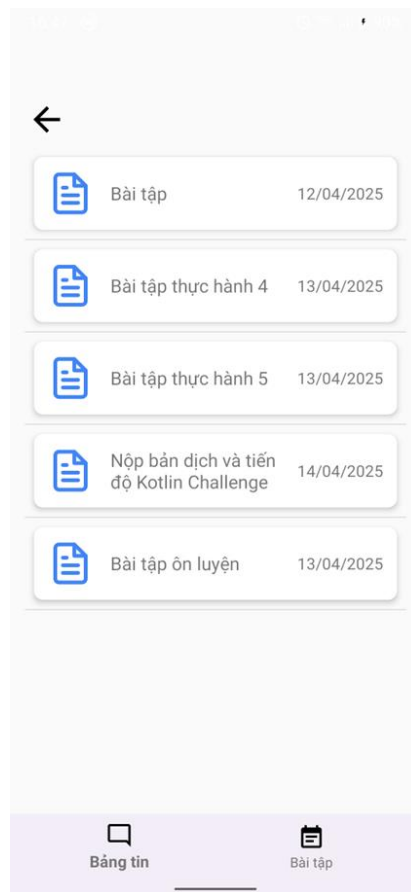 Bài tập
12/04/2025
Bài tập thực hành 4
13/04/2025
Bài tập thực hành 5
13/04/2025
Nộp bản dịch và tiến
độ Kotlin Challenge
14/04/2025
Bài tập ôn luyện
13/04/2025
Bảng tin
Bài tập